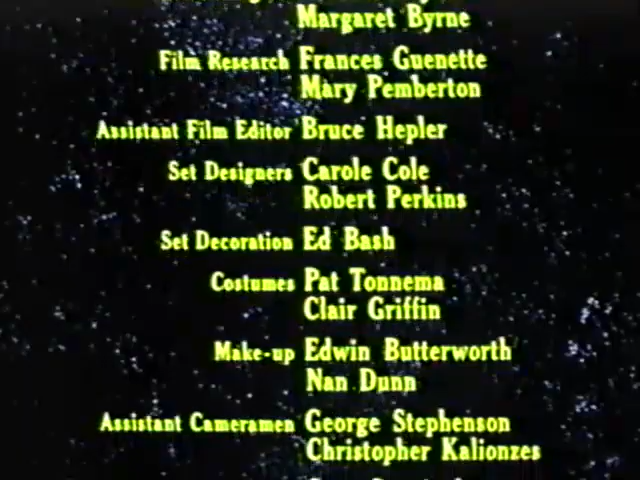 Margaret Byrne
Film Research Frances Guenette
Mary Pemberton
Assistant Film Editor Bruce Hepler
Set Designers Carole Cole
Robert Perkins
Set Decoration Ed Bash
Costumes Pat Tonnema
Clair Griffin
Make-up Edwin Butterworth
Nan Dunn
Assistant Cameramen George Stephenson
Christopher Kalionzes